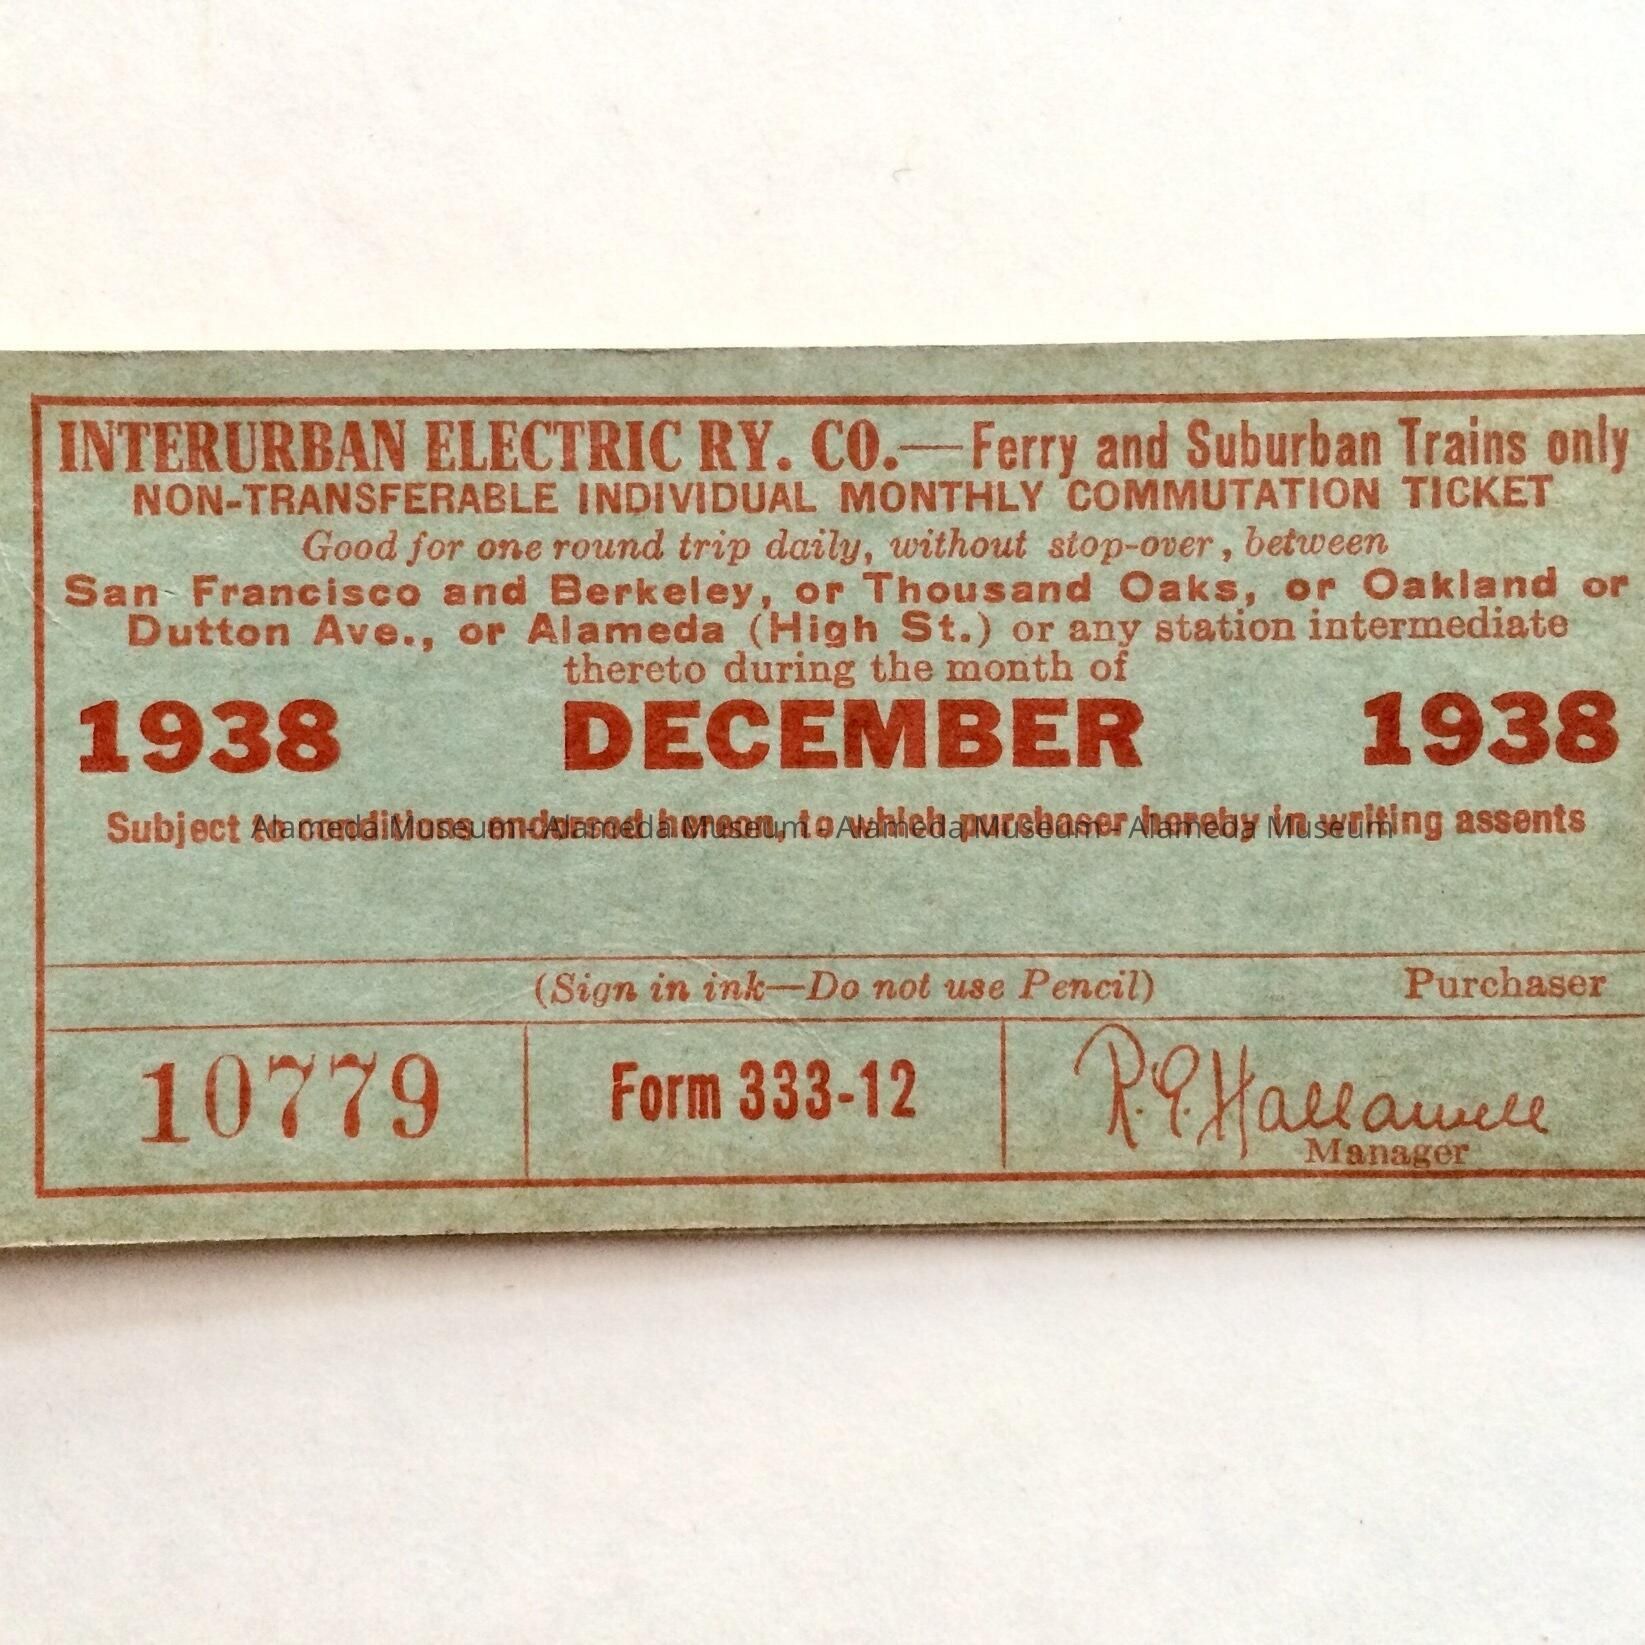 INTERURBAN ELECTRIC RY. CO.—Ferry and Suburban Trains only
NON-TRANSFERABLE INDIVIDUAL MONTHLY COMMUTATION TICKET
Good for one round trip daily, without stop-over, between
San Francisco and Berkeley, or Thousand Oaks, or Oakland or
Dutton Ave., or Alameda (High St.) or any station intermediate
thereto during the month of
1938 DECEMBER 1938
Subject to conditions endorsed hereon, to which purchaser hereby in writing assents
Alameda Museum - Alameda Museum - Alameda Museum - Alameda Museum
(Sign in ink—Do not use Pencil) Purchaser
10779 Form 333-12 R. E. Hallawell
Manager